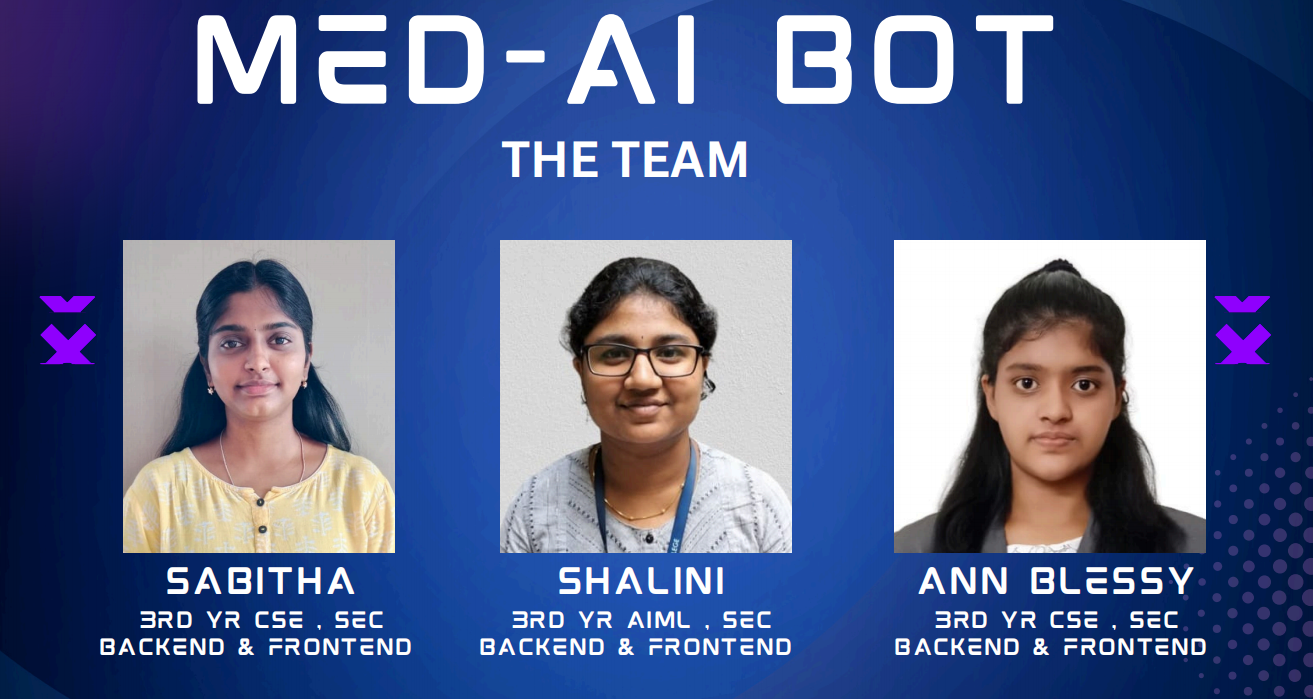 MED-AI BOT
THE TEAM
LEGE
SABITHA
3RD YR CSE , SEC
BACKEND & FRONTEND
SHALINI
3RD YR AIML , SEC
BACKEND & FRONTEND
ANN BLESSY
3RD YR CSE , SEC
BACKEND & FRONTEND